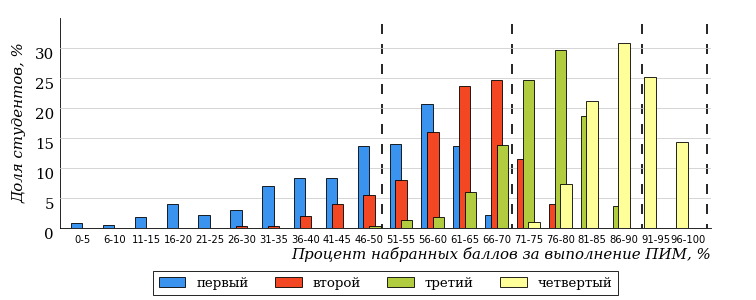 Доля студентов, %
30
25
20
15
10
5
0
0-5 6-10 11-15 16-20 21-25 26-30 31-35 36-40 41-45 46-50 51-55 56-60 61-65 66-70 71-75 76-80 81-85 86-90 91-95 96-100
Процент набранных баллов за выполнение ПИМ, %
первый второй третий четвертый